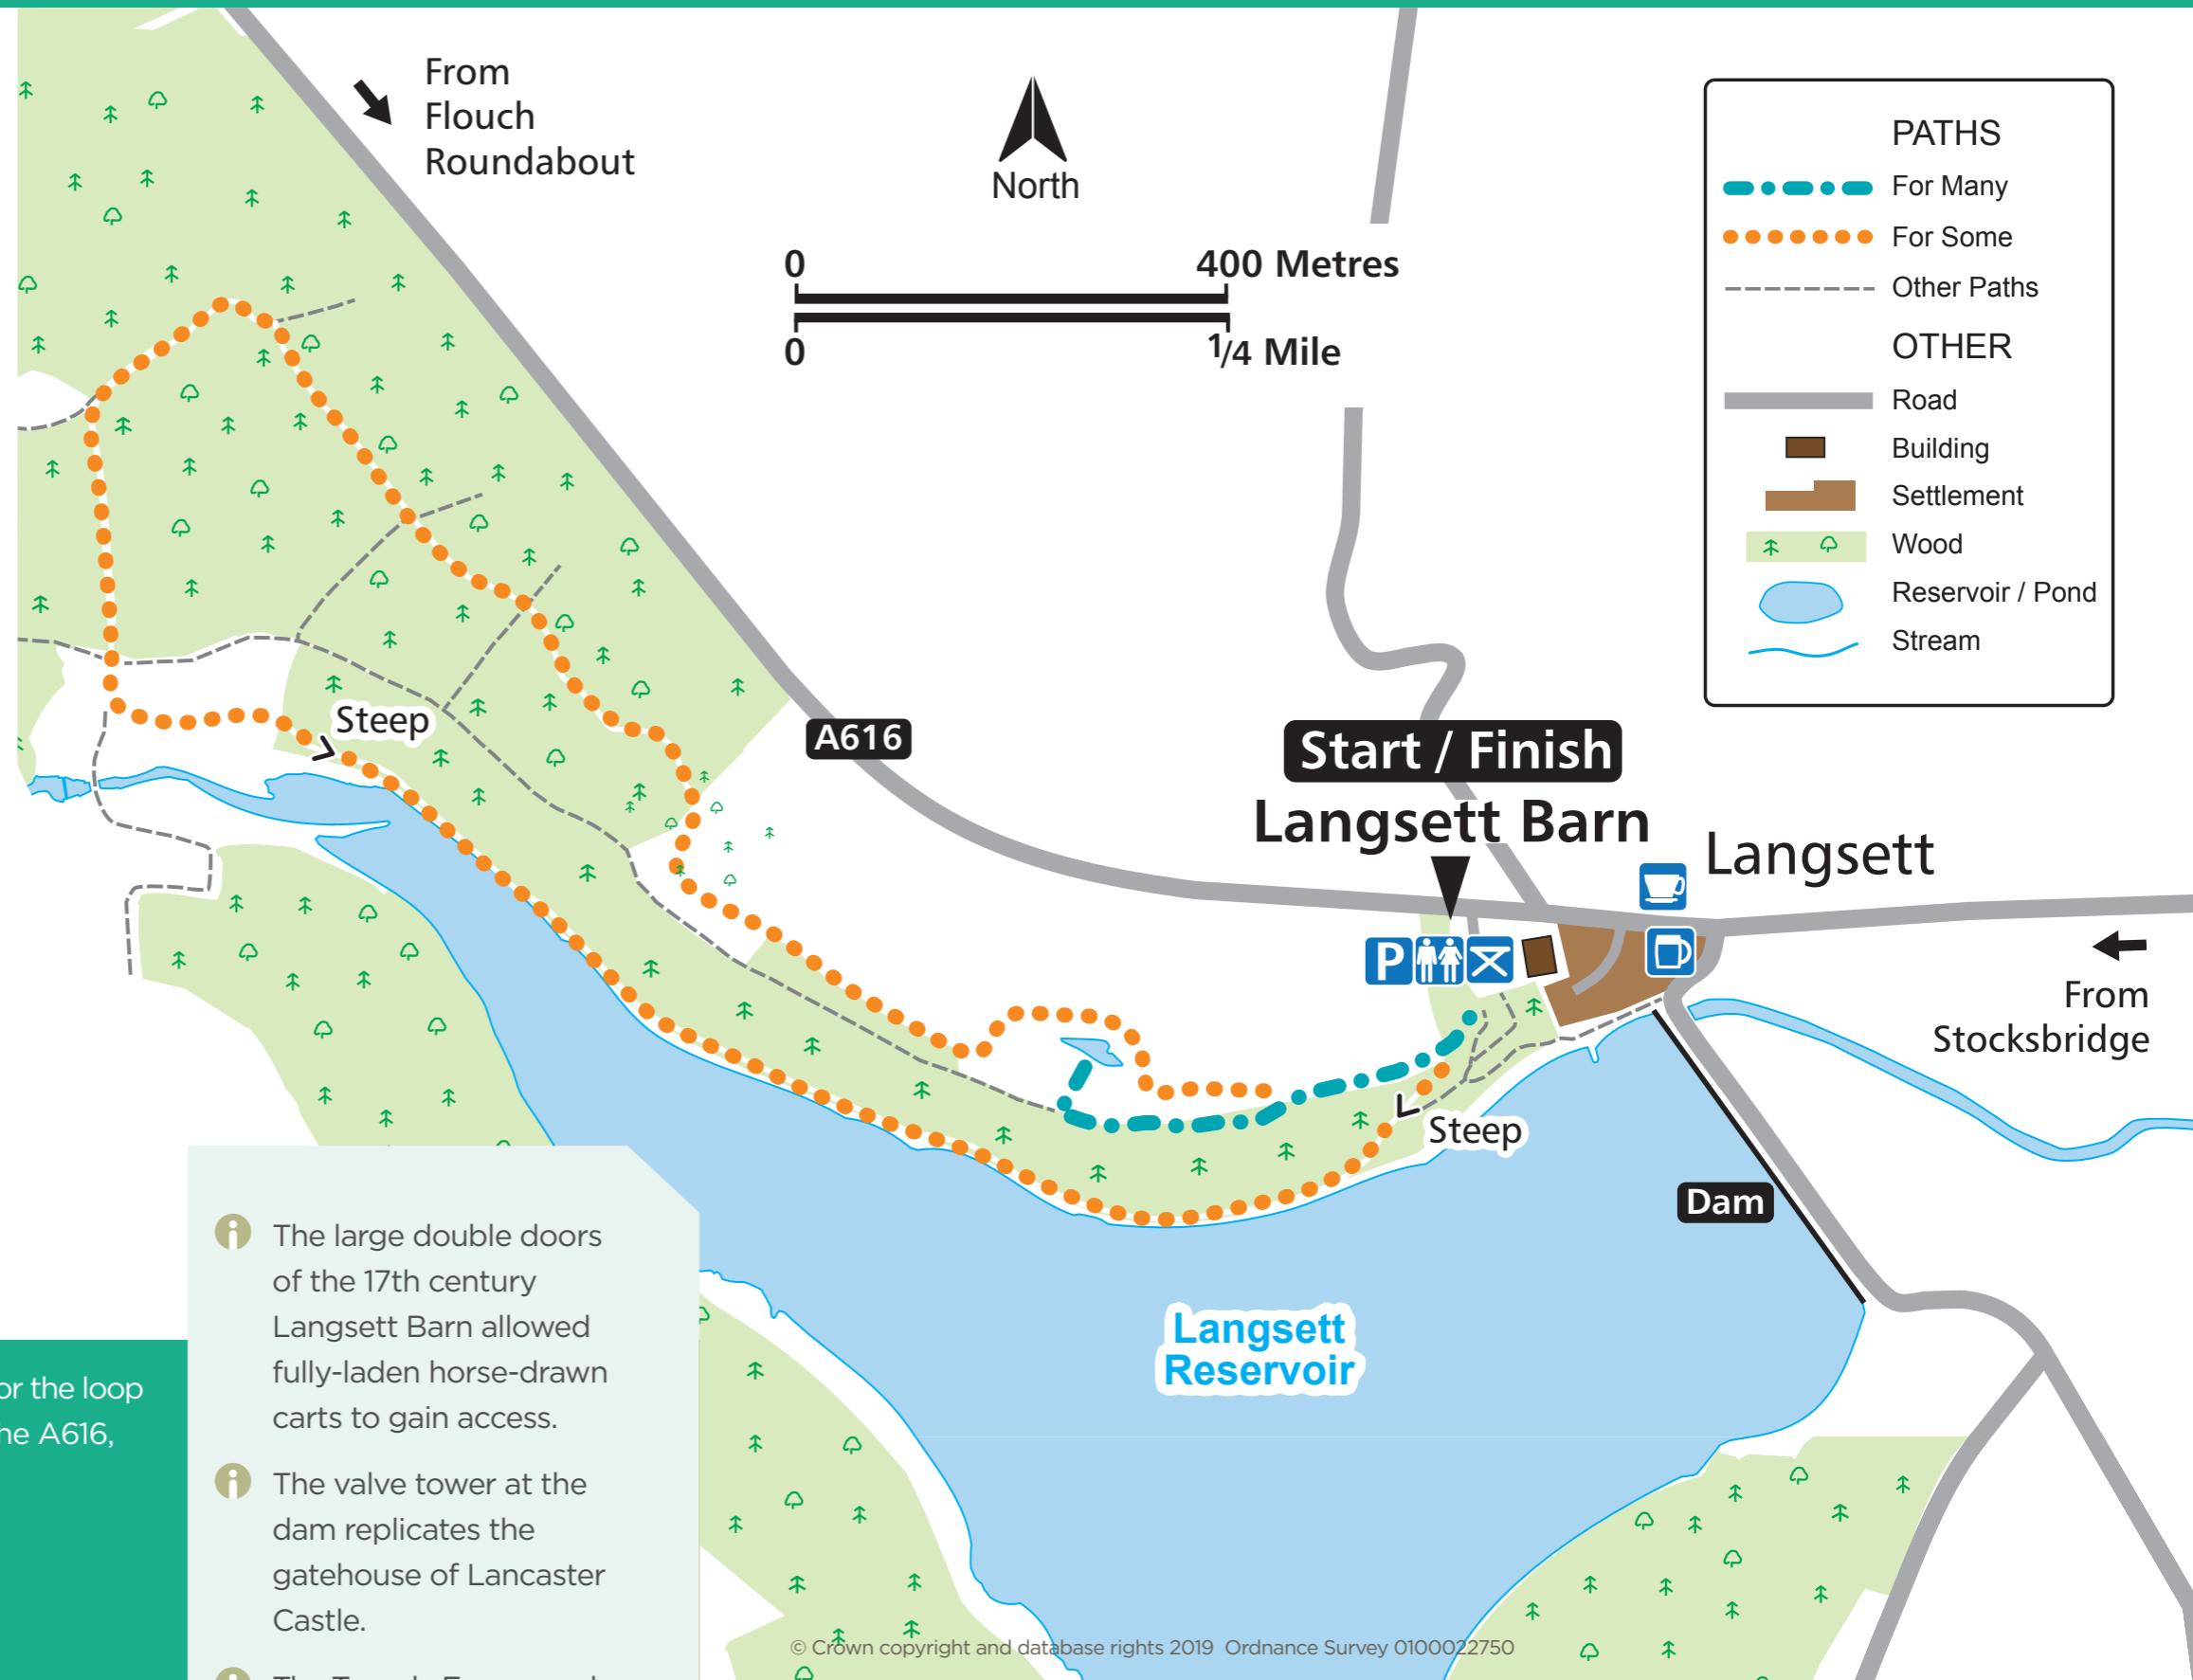 From
Flouch
Roundabout
North
0 400 Metres
0 1/4 Mile
PATHS
For Many
For Some
Other Paths
OTHER
Road
Building
Settlement
Wood
Reservoir / Pond
Stream
Steep
A616
Start / Finish
Langsett Barn
Langsett
P
From
Stocksbridge
Steep
Dam
Langsett
Reservoir
The large double doors
of the 17th century
Langsett Barn allowed
fully-laden horse-drawn
carts to gain access.
The valve tower at the
dam replicates the
gatehouse of Lancaster
Castle.
or the loop
he A616,
© Crown copyright and database rights 2019 Ordnance Survey 0100022750